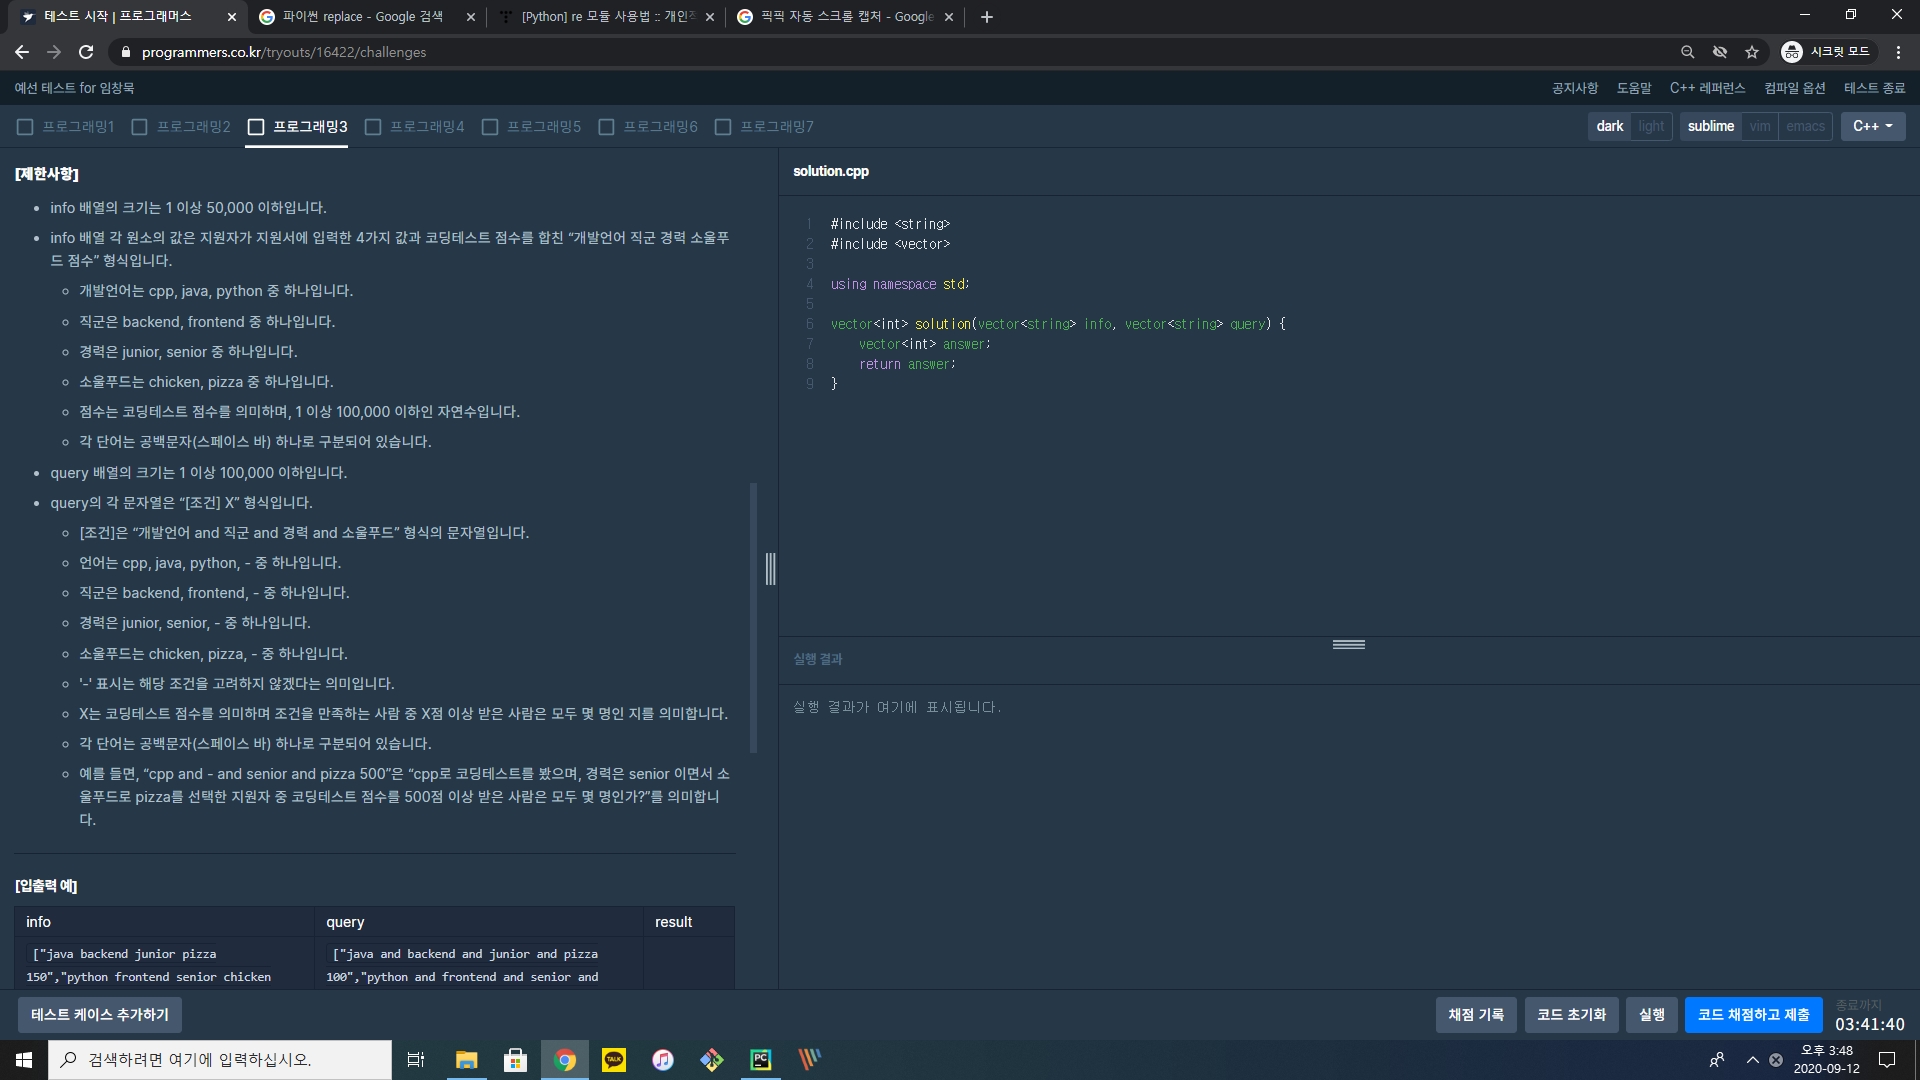 테스트 시작 | 프로그래머스
파이썬 replace - Google 검색
[Python] re 모듈 사용법 :: 개인적
픽픽 자동 스크롤 캡처 - Google
programmers.co.kr/tryouts/16422/challenges
시크릿 모드
예선 테스트 for 임창묵
공지사항 도움말 C++ 레퍼런스 컴파일 옵션 테스트 종료
프로그래밍1 프로그래밍2 프로그래밍3 프로그래밍4 프로그래밍5 프로그래밍6 프로그래밍7
dark light sublime vim emacs C++
[제한사항]
• info 배열의 크기는 1 이상 50,000 이하입니다.
• info 배열 각 원소의 값은 지원자가 지원서에 입력한 4가지 값과 코딩테스트 점수를 합친 “개발언어 직군 경력 소울푸
드 점수” 형식입니다.
◦ 개발언어는 cpp, java, python 중 하나입니다.
◦ 직군은 backend, frontend 중 하나입니다.
◦ 경력은 junior, senior 중 하나입니다.
◦ 소울푸드는 chicken, pizza 중 하나입니다.
◦ 점수는 코딩테스트 점수를 의미하며, 1 이상 100,000 이하인 자연수입니다.
◦ 각 단어는 공백문자(스페이스 바) 하나로 구분되어 있습니다.
• query 배열의 크기는 1 이상 100,000 이하입니다.
• query의 각 문자열은 “[조건] X” 형식입니다.
◦ [조건]은 “개발언어 and 직군 and 경력 and 소울푸드” 형식의 문자열입니다.
◦ 언어는 cpp, java, python, - 중 하나입니다.
◦ 직군은 backend, frontend, - 중 하나입니다.
◦ 경력은 junior, senior, - 중 하나입니다.
◦ 소울푸드는 chicken, pizza, - 중 하나입니다.
◦ '-' 표시는 해당 조건을 고려하지 않겠다는 의미입니다.
◦ X는 코딩테스트 점수를 의미하며 조건을 만족하는 사람 중 X점 이상 받은 사람은 모두 몇 명인 지를 의미합니다.
◦ 각 단어는 공백문자(스페이스 바) 하나로 구분되어 있습니다.
◦ 예를 들면, “cpp and - and senior and pizza 500”은 “cpp로 코딩테스트를 봤으며, 경력은 senior 이면서 소
울푸드로 pizza를 선택한 지원자 중 코딩테스트 점수를 500점 이상 받은 사람은 모두 몇 명인가?”를 의미합니
다.
[입출력 예]
info query result
["java backend junior pizza
150","python frontend senior chicken
["java and backend and junior and pizza
100","python and frontend and senior and
solution.cpp
1 #include <string>
2 #include <vector>
3
4 using namespace std;
5
6 vector<int> solution(vector<string> info, vector<string> query) {
7     vector<int> answer;
8     return answer;
9 }
실행 결과
실행 결과가 여기에 표시됩니다.
테스트 케이스 추가하기
채점 기록 코드 초기화 실행 코드 채점하고 제출
종료까지
03:41:40
검색하려면 여기에 입력하십시오.
TALK
PC
오후 3:48
2020-09-12